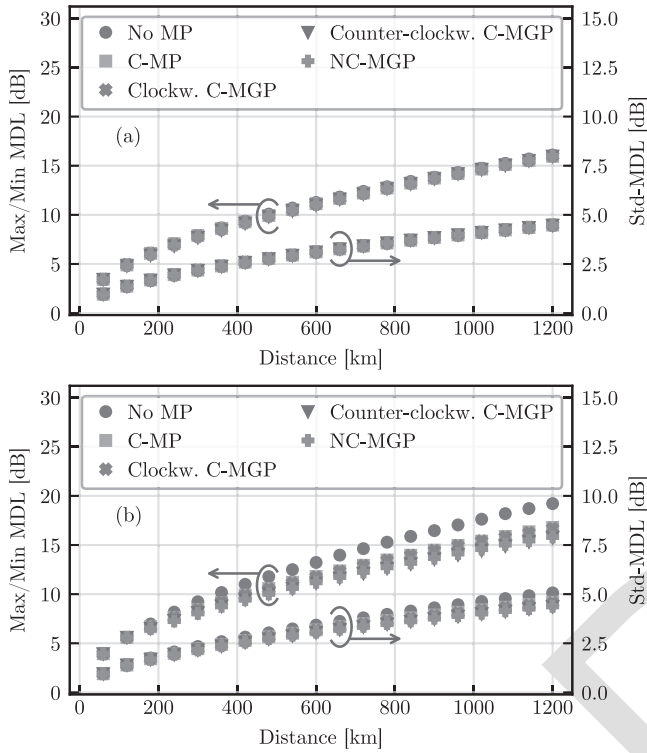 30
25
20
15
10
5
0
Max/Min MDL [dB]
No MP
C-MP
Clockw. C-MGP
Counter-clockw. C-MGP
NC-MGP
(a)
15.0
12.5
10.0
7.5
5.0
2.5
0.0
Std-MDL [dB]
0 200 400 600 800 1000 1200
Distance [km]
30
25
20
15
10
5
0
Max/Min MDL [dB]
No MP
C-MP
Clockw. C-MGP
Counter-clockw. C-MGP
NC-MGP
(b)
15.0
12.5
10.0
7.5
5.0
2.5
0.0
Std-MDL [dB]
0 200 400 600 800 1000 1200
Distance [km]